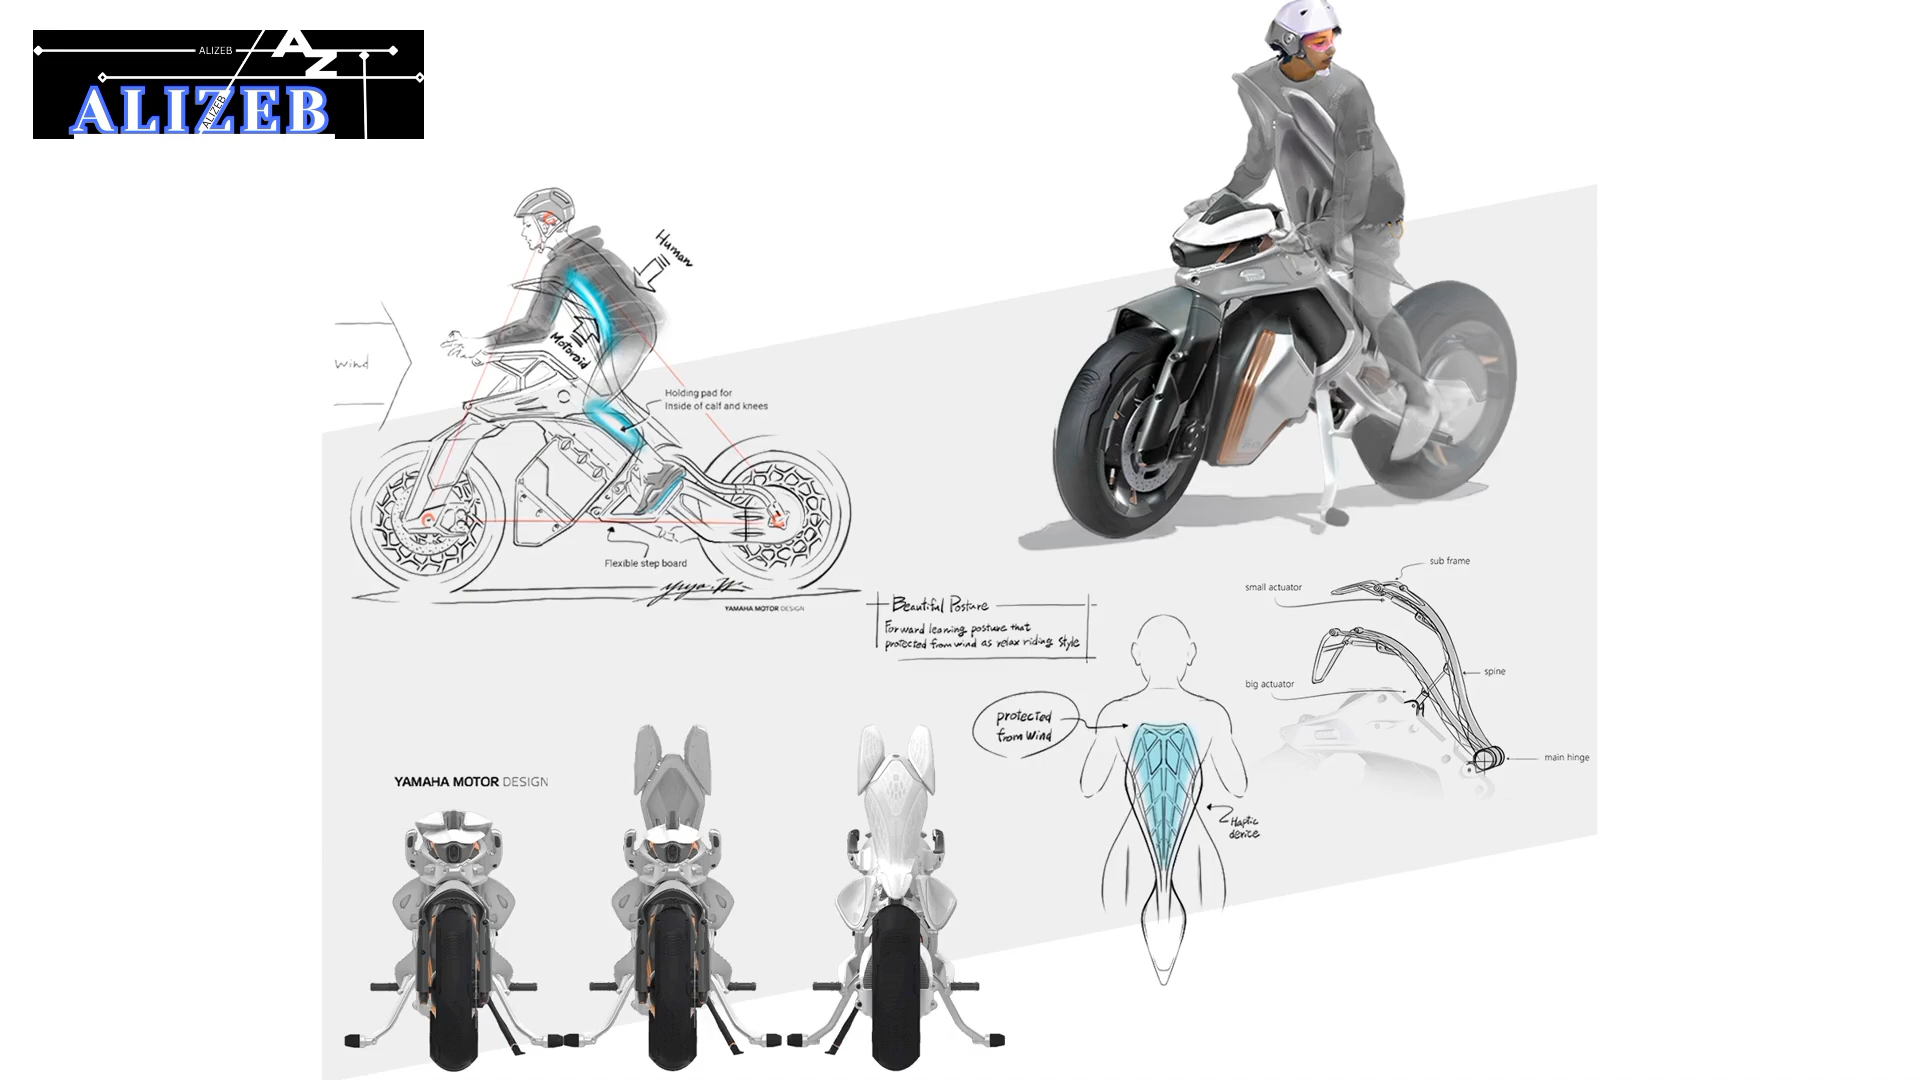 ALIZEB
AZ
ALIZEB
ALIZEB
Human
Motoroid
wind
Holding pad for
Inside of calf and knees
Flexible step board
YAMAHA MOTOR DESIGN
Beautiful Posture
Forward leaning posture that
protected from wind as relax riding style
sub frame
small actuator
spine
big actuator
main hinge
protected
from wind
Haptic
device
YAMAHA MOTOR DESIGN